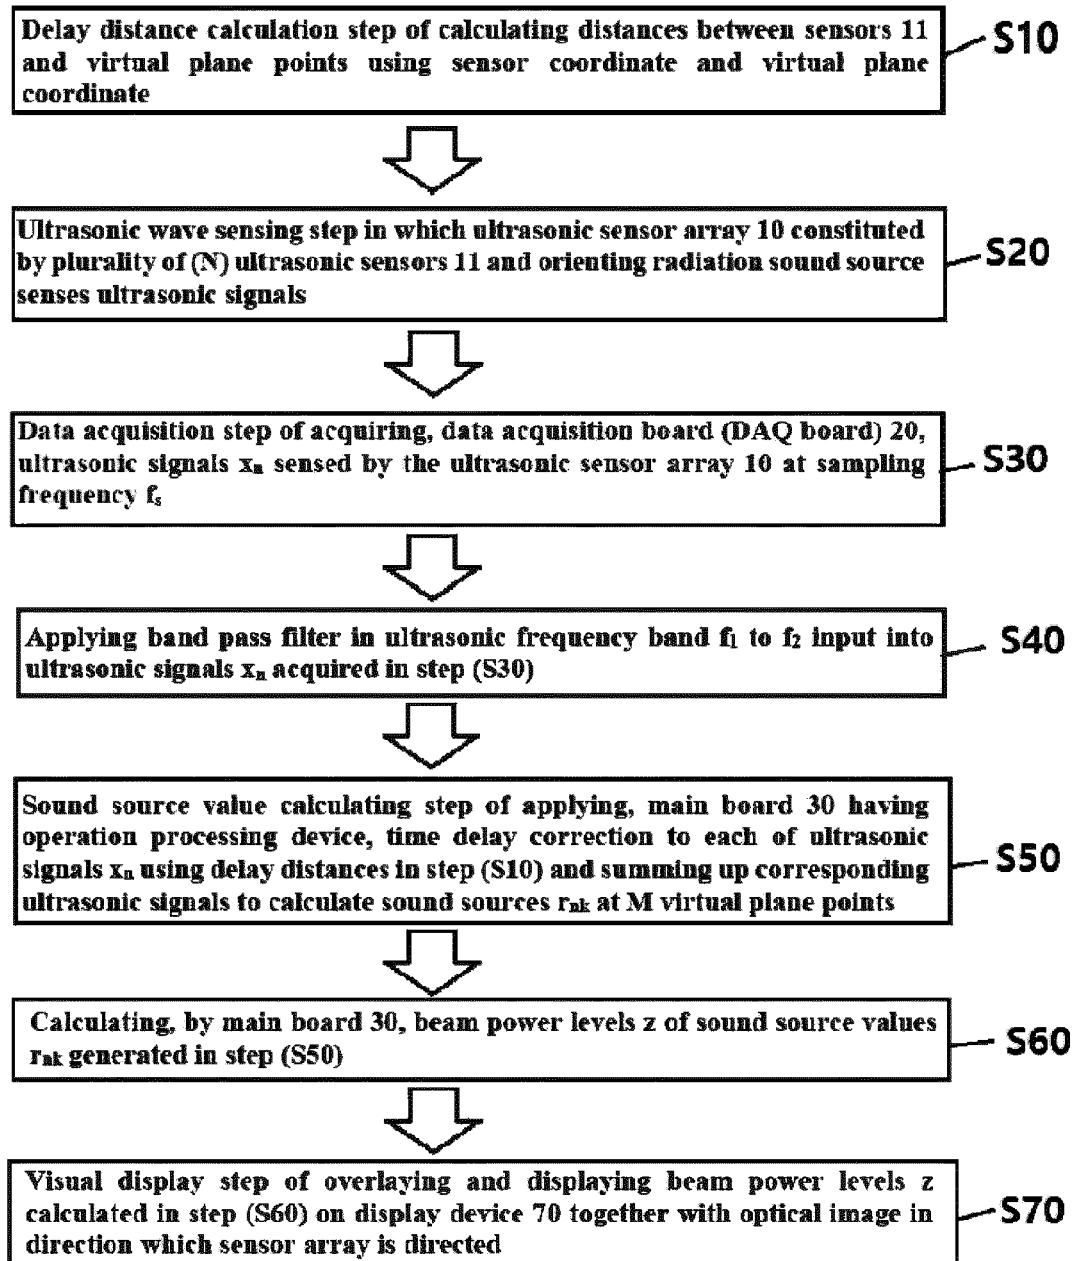 Delay distance calculation step of calculating distances between sensors 11
and virtual plane points using sensor coordinate and virtual plane
coordinate
S10
Ultrasonic wave sensing step in which ultrasonic sensor array 10 constituted
by plurality of (N) ultrasonic sensors 11 and orienting radiation sound source
senses ultrasonic signals
S20
Data acquisition step of acquiring, data acquisition board (DAQ board) 20,
ultrasonic signals xₙ sensed by the ultrasonic sensor array 10 at sampling
frequency fₛ
S30
Applying band pass filter in ultrasonic frequency band f₁ to f₂ input into
ultrasonic signals xₙ acquired in step (S30)
S40
Sound source value calculating step of applying, main board 30 having
operation processing device, time delay correction to each of ultrasonic
signals xₙ using delay distances in step (S10) and summing up corresponding
ultrasonic signals to calculate sound sources rₙₖ at M virtual plane points
S50
Calculating, by main board 30, beam power levels z of sound source values
rₙₖ generated in step (S50)
S60
Visual display step of overlaying and displaying beam power levels z
calculated in step (S60) on display device 70 together with optical image in
direction which sensor array is directed
S70